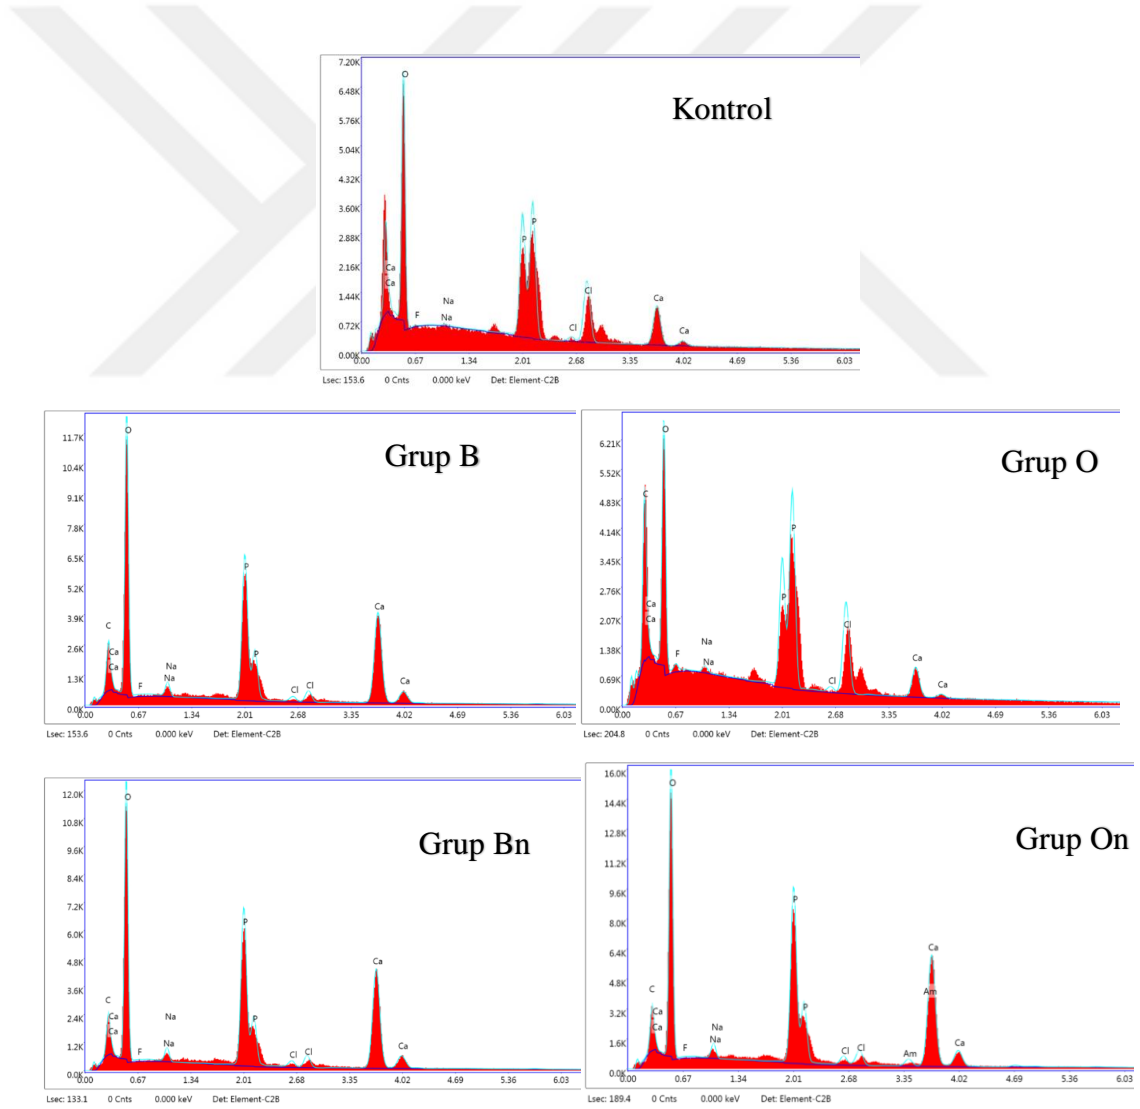 Kontrol
7.20K
6.48K
5.76K
5.04K
4.32K
3.60K
2.88K
2.16K
1.44K
0.72K
0.00K
O
P
P
Ca
Ca
Cl
Ca
Na
F
Na
Cl
Ca
0.00 0.67 1.34 2.01 2.68 3.35 4.02 4.69 5.36 6.03
Lsec: 153.6 0 Cnts 0.000 keV Det: Element-C2B
Grup B
11.7K
10.4K
9.1K
7.8K
6.5K
5.2K
3.9K
2.6K
1.3K
0.0K
O
P
Ca
C
Ca
P
Ca
Na
Na
F
Cl
Cl
Ca
0.00 0.67 1.34 2.01 2.68 3.35 4.02 4.69 5.36 6.03
Lsec: 153.6 0 Cnts 0.000 keV Det: Element-C2B
Grup O
6.21K
5.52K
4.83K
4.14K
3.45K
2.76K
2.07K
1.38K
0.69K
0.00K
O
C
P
P
Ca
Ca
Cl
Na
F
Na
Ca
Cl
Ca
0.00 0.67 1.34 2.01 2.68 3.35 4.02 4.69 5.36 6.03
Lsec: 204.8 0 Cnts 0.000 keV Det: Element-C2B
Grup Bn
12.0K
10.8K
9.6K
8.4K
7.2K
6.0K
4.8K
3.6K
2.4K
1.2K
0.0K
O
P
Ca
C
Ca
Na
P
Ca
Na
F
Cl
Cl
Ca
0.00 0.67 1.34 2.01 2.68 3.35 4.02 4.69 5.36 6.03
Lsec: 133.1 0 Cnts 0.000 keV Det: Element-C2B
Grup On
16.0K
14.4K
12.8K
11.2K
9.6K
8.0K
6.4K
4.8K
3.2K
1.6K
0.0K
O
P
Ca
C
Am
P
Ca
Ca
Na
Na
F
Cl
Cl
Am
Ca
0.00 0.67 1.34 2.01 2.68 3.35 4.02 4.69 5.36 6.03
Lsec: 189.4 0 Cnts 0.000 keV Det: Element-C2B